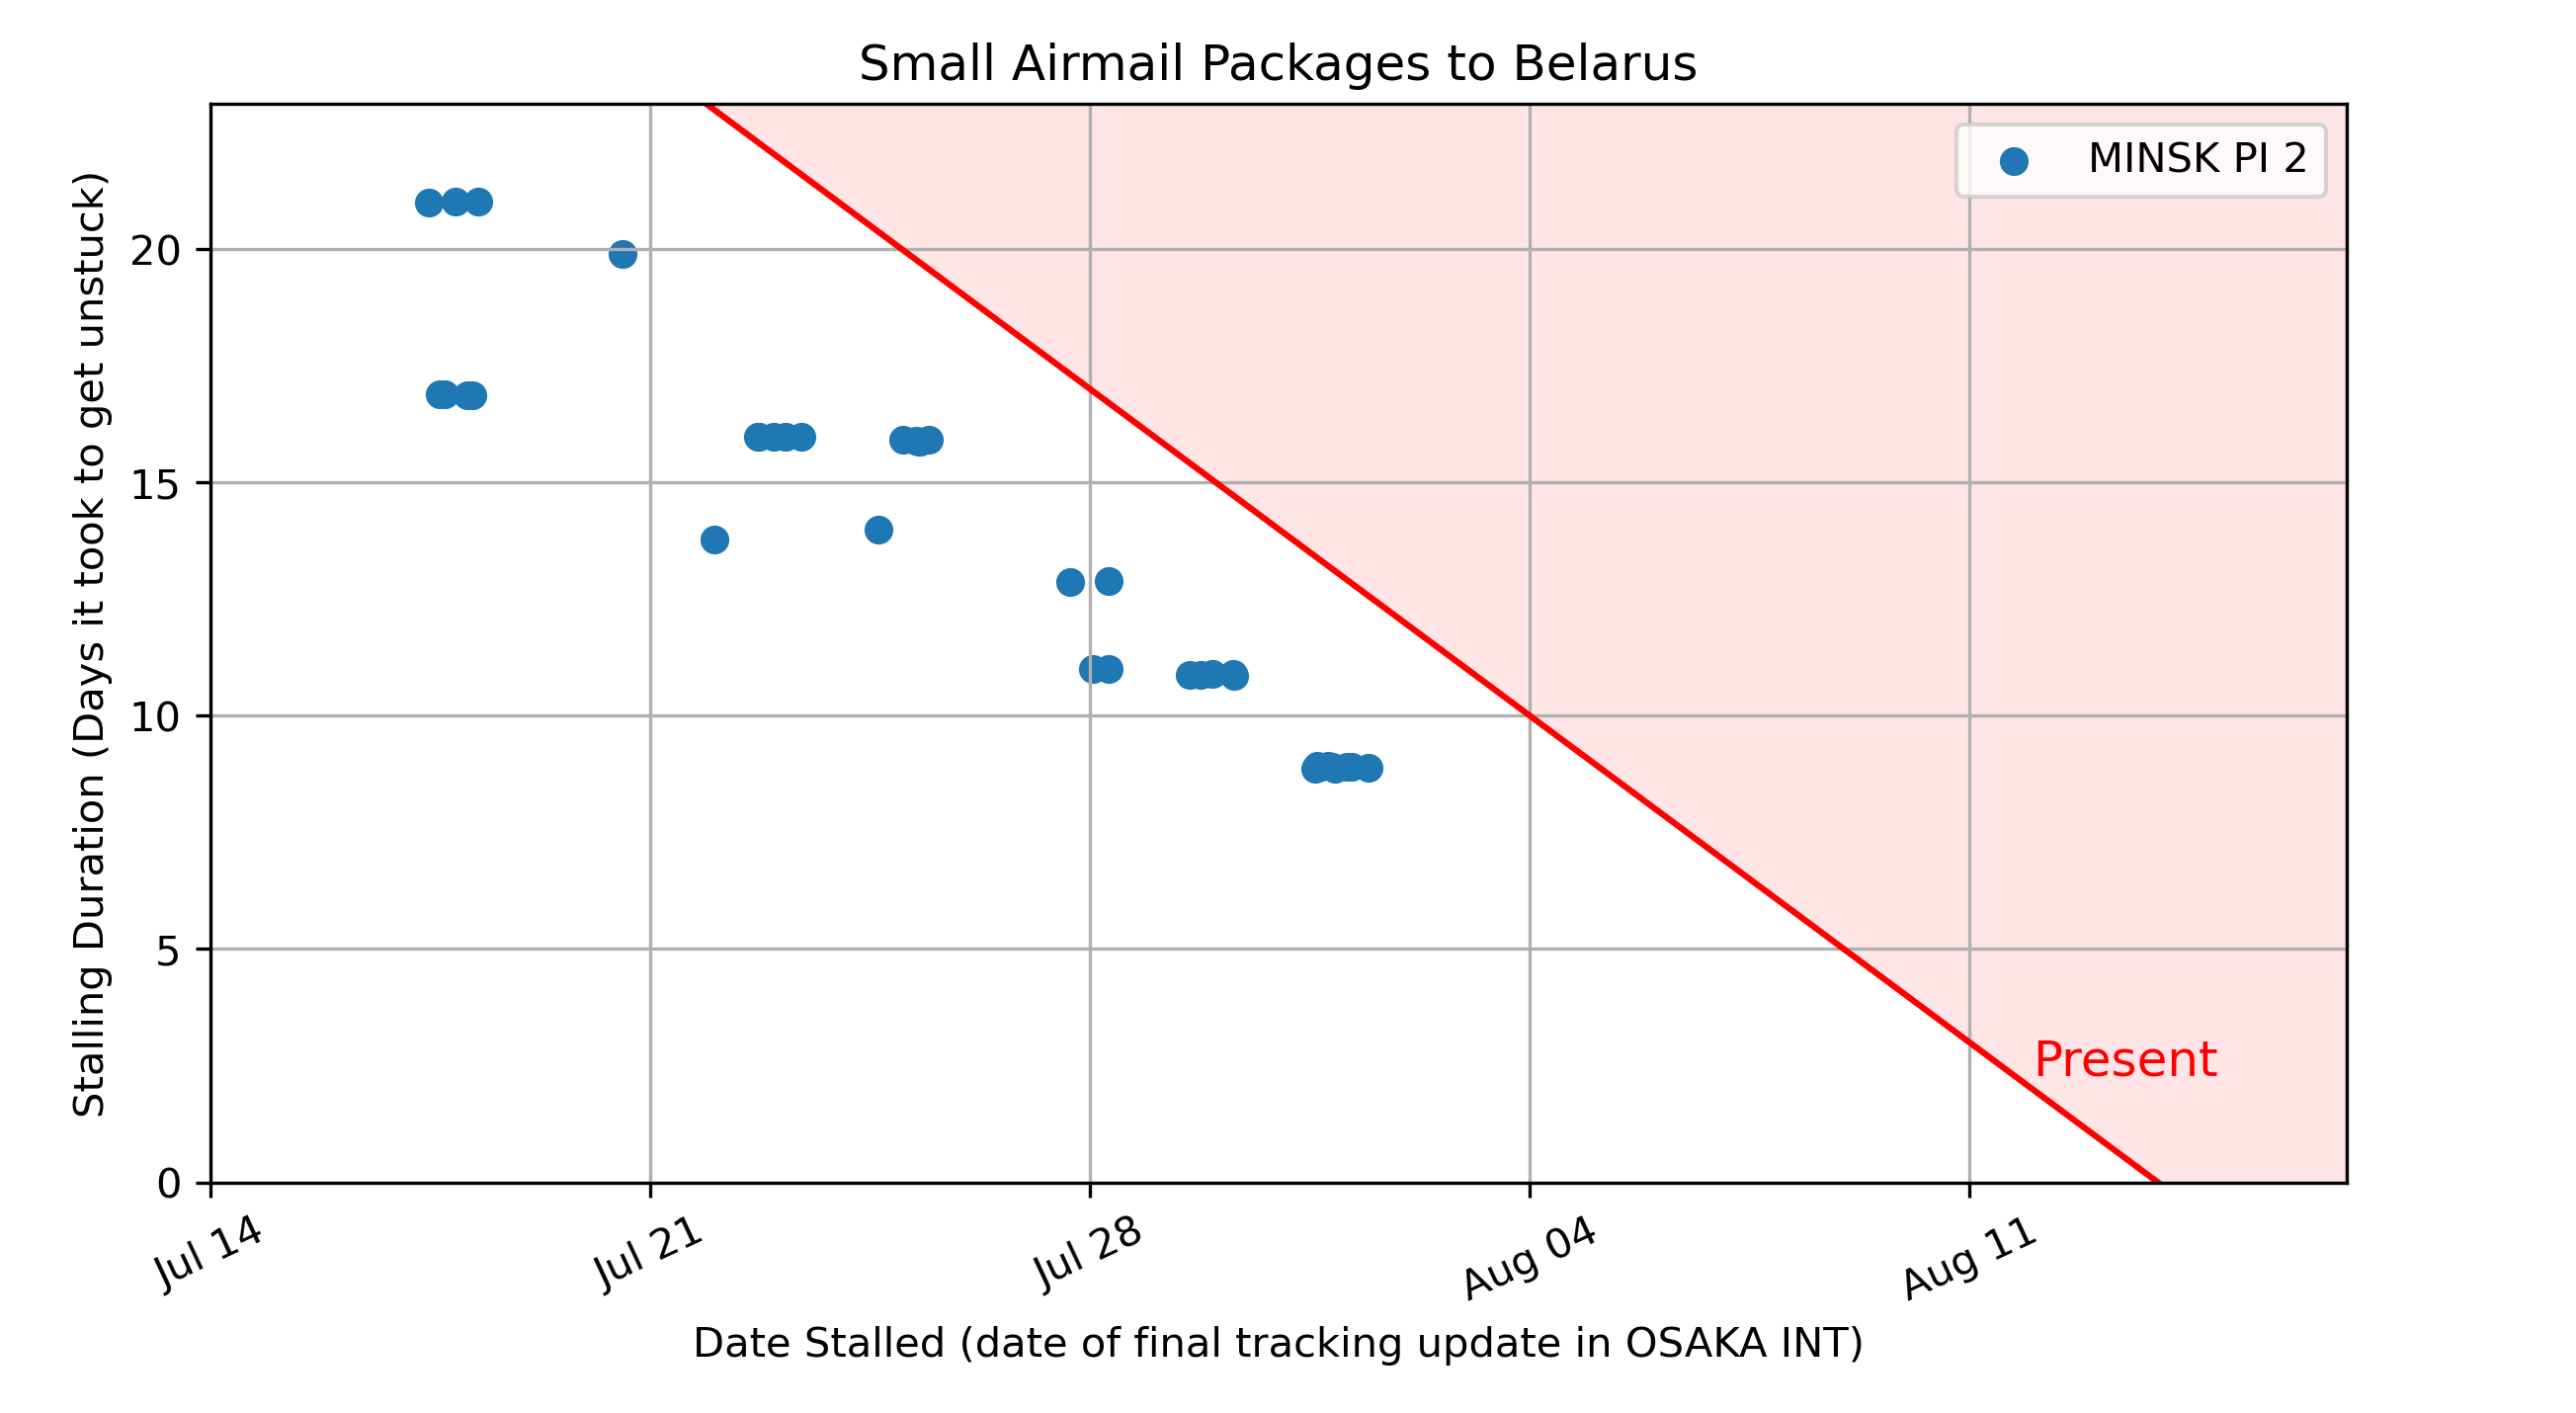 Small Airmail Packages to Belarus
MINSK PI 2
Stalling Duration (Days it took to get unstuck)
20
15
10
5
0
Present
Jul 14
Jul 21
Jul 28
Aug 04
Aug 11
Date Stalled (date of final tracking update in OSAKA INT)